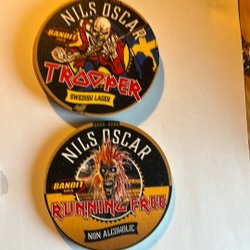 NILS OSCAR
BANDIT
TROOPER
SWEDISH LAGER
NILS OSCAR
BANDIT
RUNNING FREE
NON ALCOHOLIC